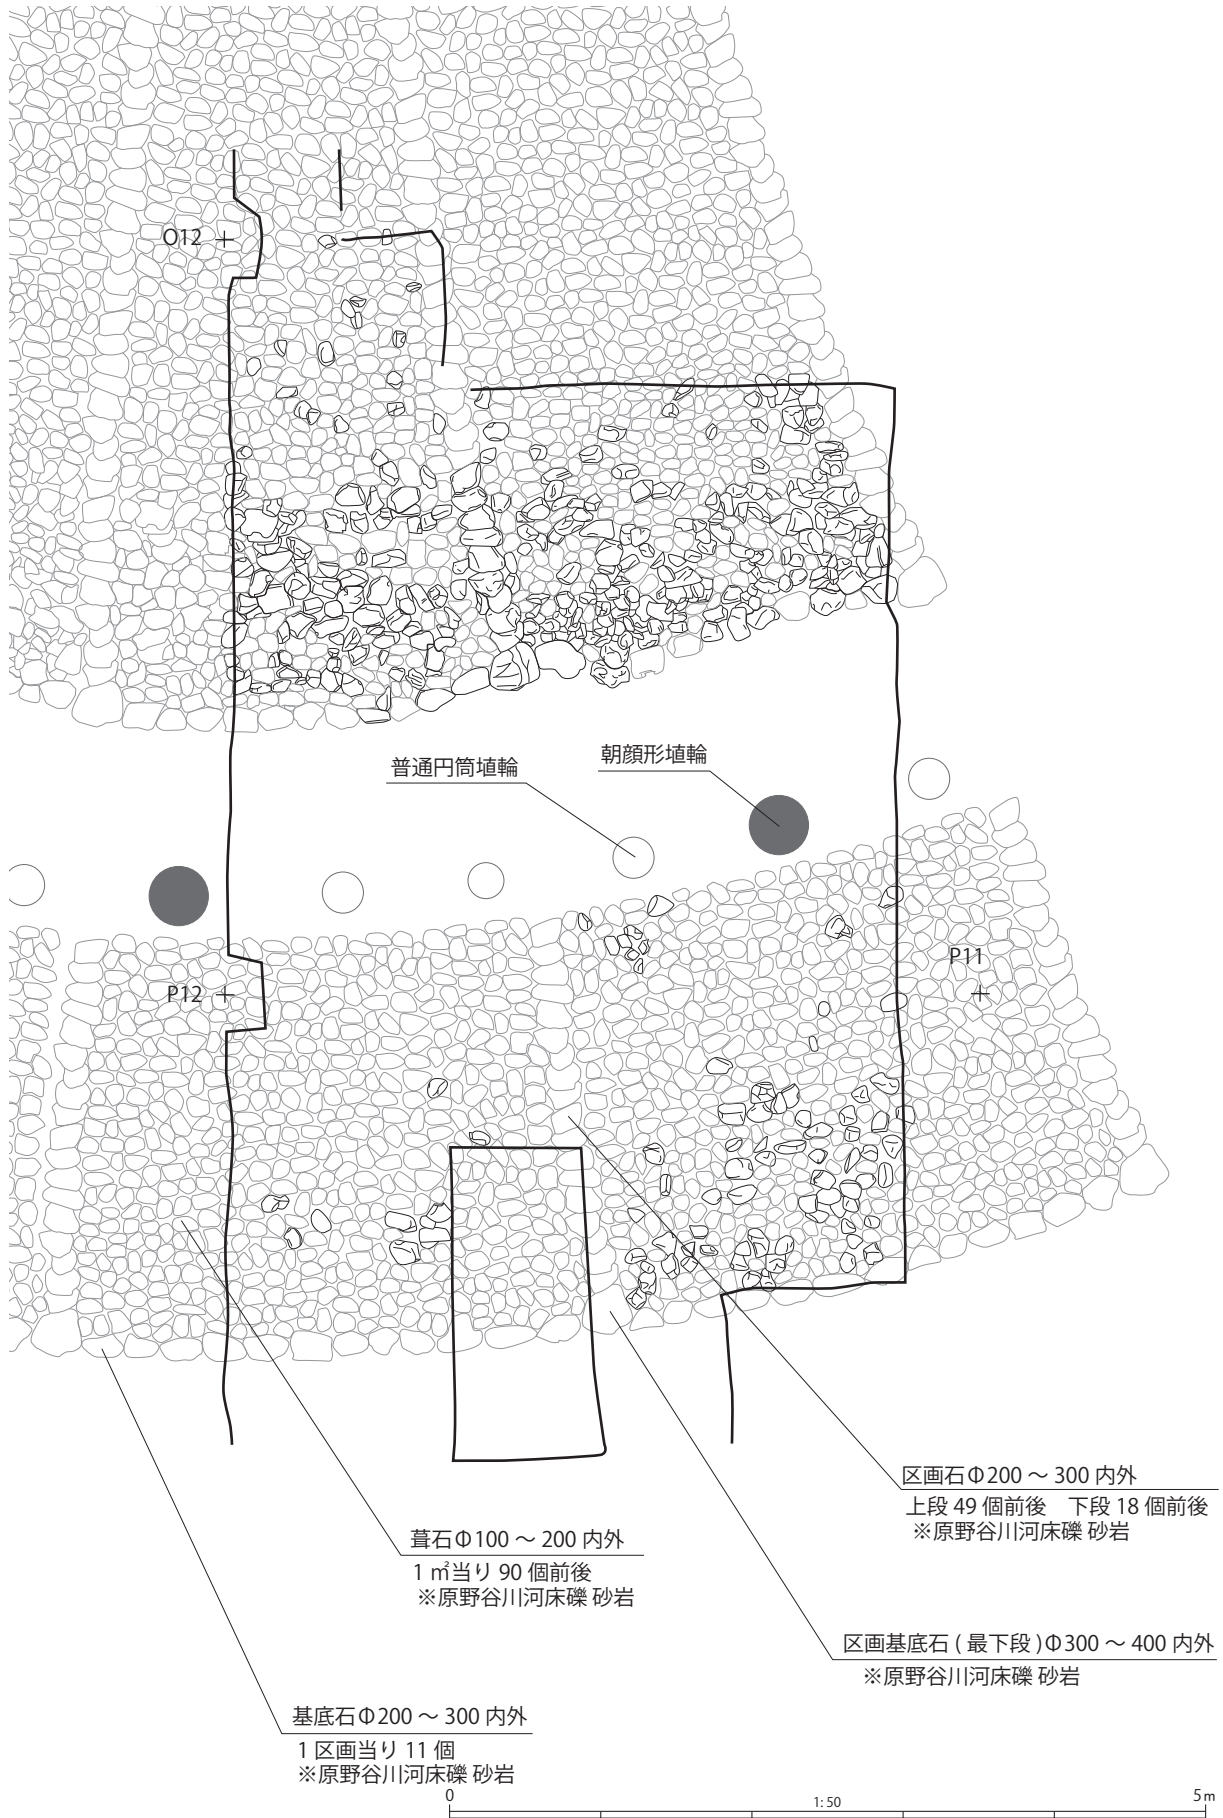 O12
普通円筒埴輪
朝顔形埴輪
P11
P12
区画石Φ200 ～ 300 内外
上段 49 個前後　下段 18 個前後
※原野谷川河床礫 砂岩
葺石Φ100 ～ 200 内外
1 ㎡当り 90 個前後
※原野谷川河床礫 砂岩
区画基底石 ( 最下段 )Φ300 ～ 400 内外
※原野谷川河床礫 砂岩
基底石Φ200 ～ 300 内外
1 区画当り 11 個
※原野谷川河床礫 砂岩
0 1: 50 5 m